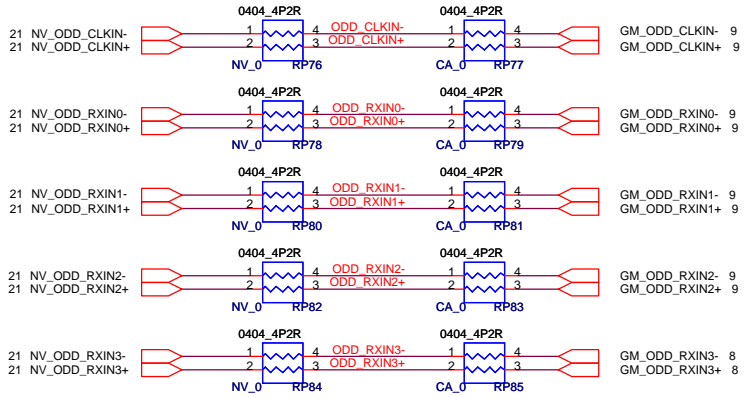 0404_4P2R 0404_4P2R
21 NV_ODD_CLKIN- 1 4 ODD_CLKIN- 1 4 GM_ODD_CLKIN- 9
21 NV_ODD_CLKIN+ 2 3 ODD_CLKIN+ 2 3 GM_ODD_CLKIN+ 9
NV_0 RP76 CA_0 RP77
0404_4P2R 0404_4P2R
21 NV_ODD_RXIN0- 1 4 ODD_RXIN0- 1 4 GM_ODD_RXIN0- 9
21 NV_ODD_RXIN0+ 2 3 ODD_RXIN0+ 2 3 GM_ODD_RXIN0+ 9
NV_0 RP78 CA_0 RP79
0404_4P2R 0404_4P2R
21 NV_ODD_RXIN1- 1 4 ODD_RXIN1- 1 4 GM_ODD_RXIN1- 9
21 NV_ODD_RXIN1+ 2 3 ODD_RXIN1+ 2 3 GM_ODD_RXIN1+ 9
NV_0 RP80 CA_0 RP81
0404_4P2R 0404_4P2R
21 NV_ODD_RXIN2- 1 4 ODD_RXIN2- 1 4 GM_ODD_RXIN2- 9
21 NV_ODD_RXIN2+ 2 3 ODD_RXIN2+ 2 3 GM_ODD_RXIN2+ 9
NV_0 RP82 CA_0 RP83
0404_4P2R 0404_4P2R
21 NV_ODD_RXIN3- 1 4 ODD_RXIN3- 1 4 GM_ODD_RXIN3- 8
21 NV_ODD_RXIN3+ 2 3 ODD_RXIN3+ 2 3 GM_ODD_RXIN3+ 8
NV_0 RP84 CA_0 RP85